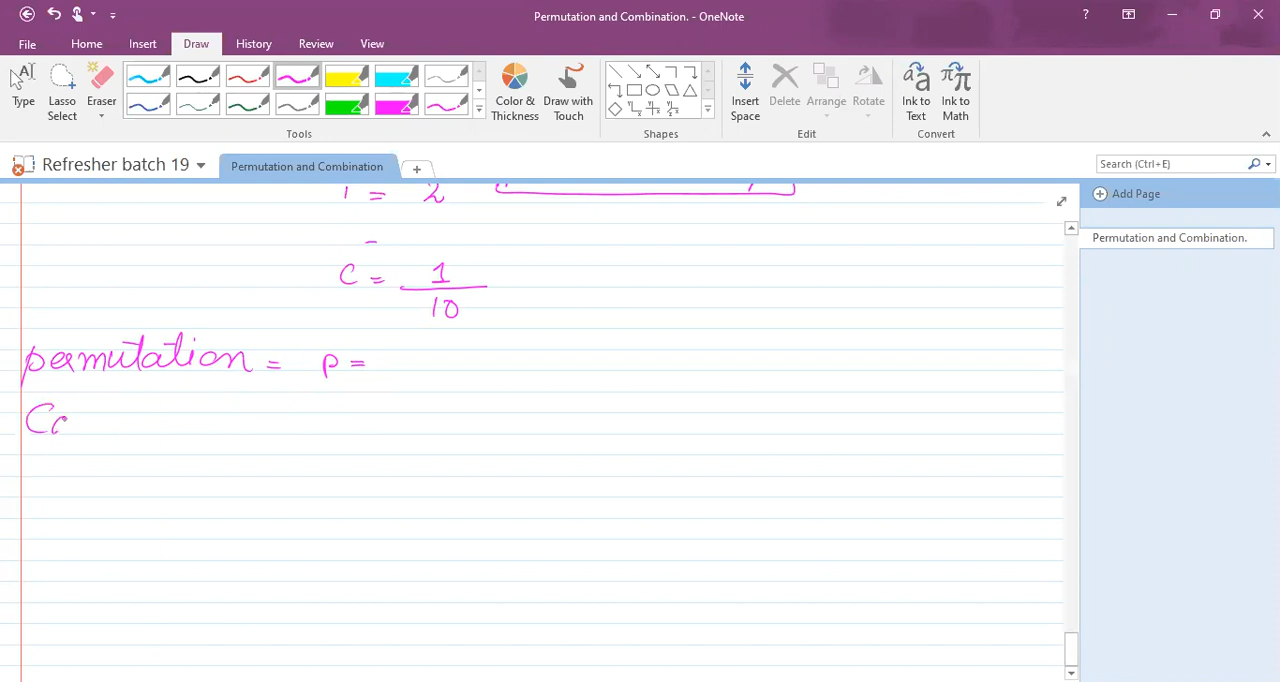 Permutation and Combination. - OneNote
?
File Home Insert Draw History Review View
Type Lasso Select Eraser Color & Thickness Draw with Touch Insert Space Delete Arrange Rotate Ink to Text Ink to Math
Tools Shapes Edit Convert
Refresher batch 19 Permutation and Combination Search (Ctrl+E)
Add Page
Permutation and Combination.
= 2
=
C = 1
10
permutation = P =
Co